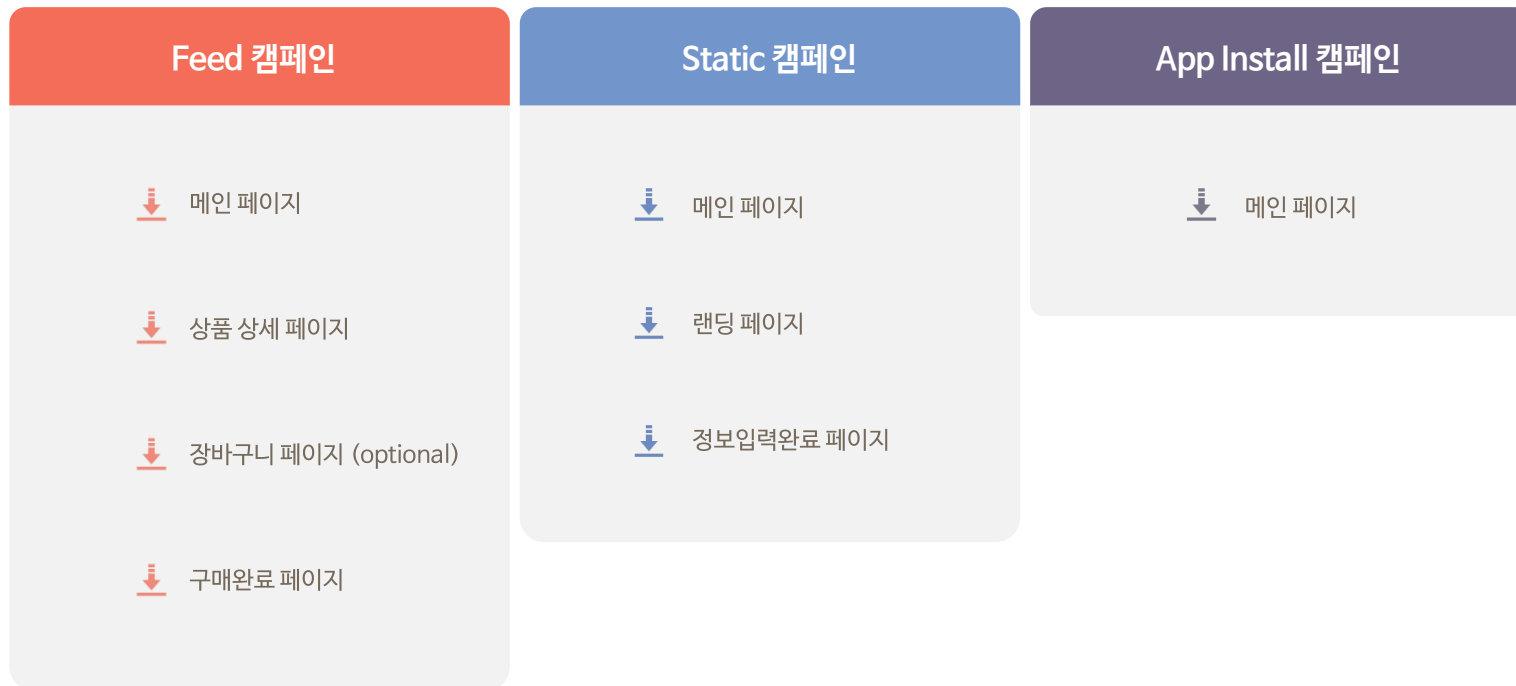 Feed 캠페인
메인 페이지
상품 상세 페이지
장바구니 페이지 (optional)
구매완료 페이지
Static 캠페인
메인 페이지
랜딩 페이지
정보입력완료 페이지
App Install 캠페인
메인 페이지